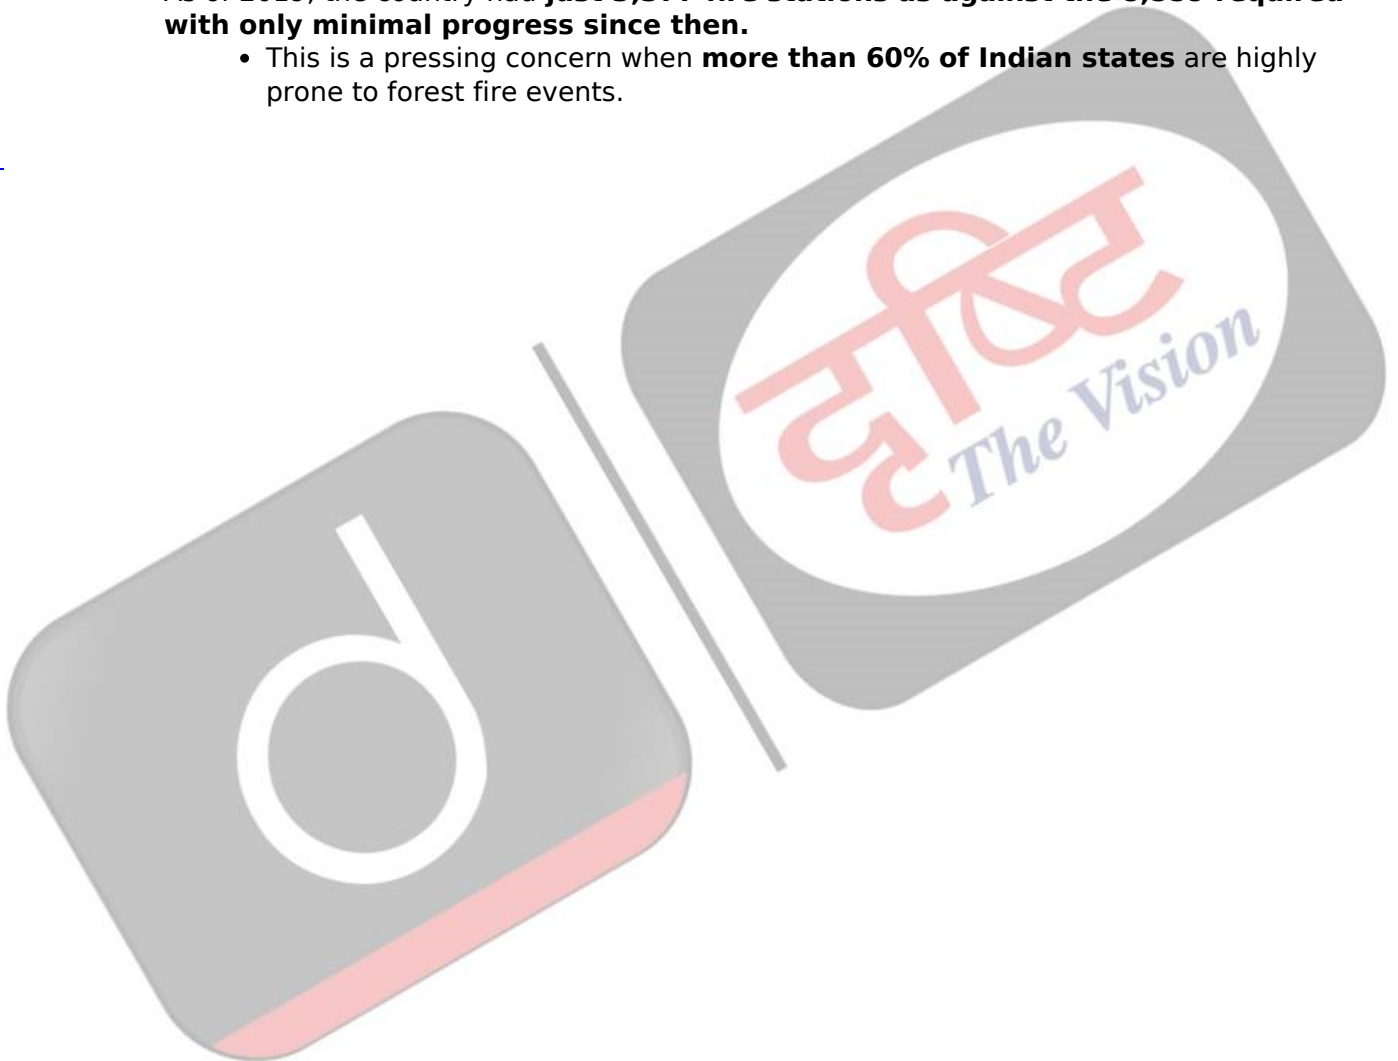 with only minimal progress since then.
• This is a pressing concern when more than 60% of Indian states are highly
prone to forest fire events.
दृष्टि
The Vision
d